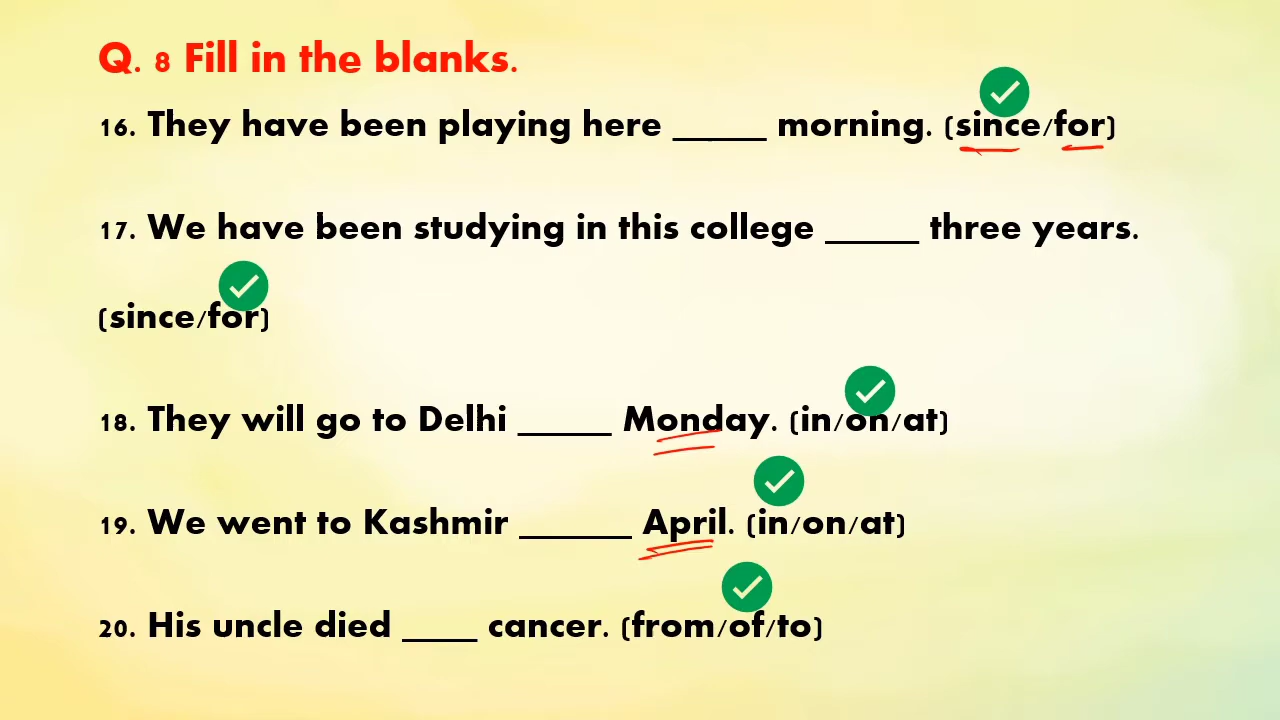 Q. 8 Fill in the blanks.
16. They have been playing here _____ morning. (since/for)
17. We have been studying in this college _____ three years.
(since/for)
18. They will go to Delhi _____ Monday. (in/on/at)
19. We went to Kashmir ______ April. (in/on/at)
20. His uncle died ____ cancer. (from/of/to)